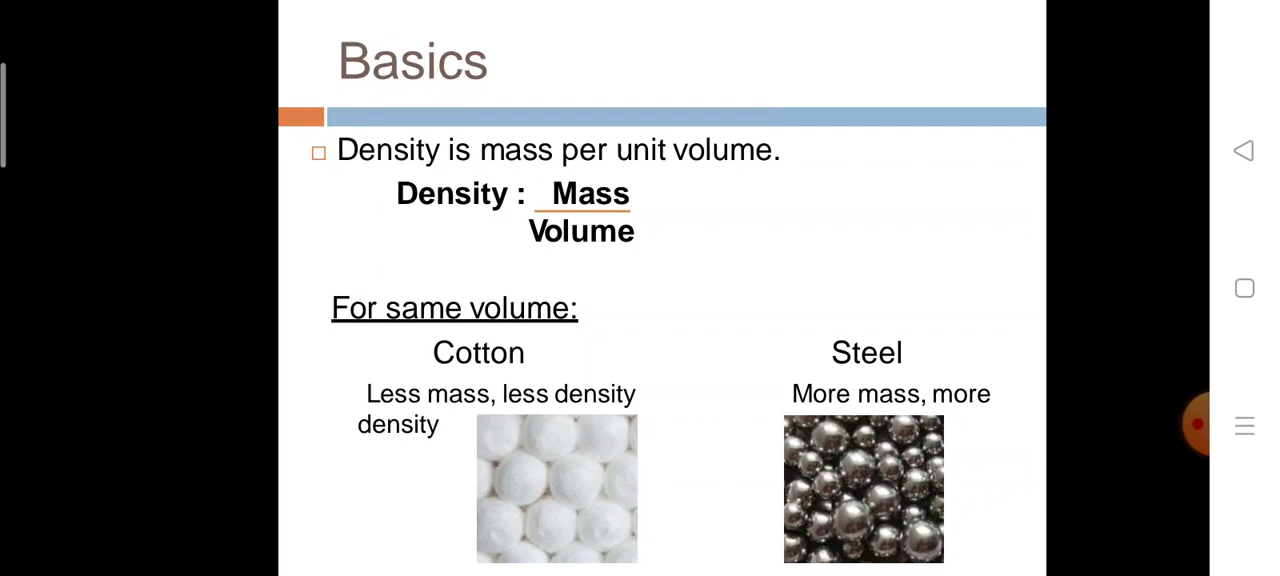 Basics
Density is mass per unit volume.
Density : Mass
Volume
For same volume:
Cotton Steel
Less mass, less density More mass, more
density